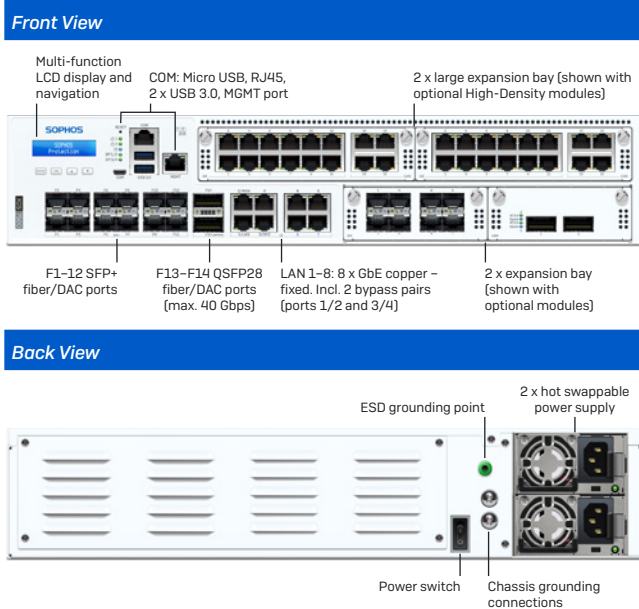 Front View
Multi-function
LCD display and
navigation
COM: Micro USB, RJ45,
2 x USB 3.0, MGMT port
2 x large expansion bay (shown with
optional High-Density modules)
SOPHOS
SOPHOS
Protection
F1–12 SFP+
fiber/DAC ports
F13–F14 QSFP28
fiber/DAC ports
(max. 40 Gbps)
LAN 1–8: 8 x GbE copper –
fixed. Incl. 2 bypass pairs
(ports 1/2 and 3/4)
2 x expansion bay
(shown with
optional modules)
Back View
ESD grounding point
2 x hot swappable
power supply
Power switch
Chassis grounding
connections